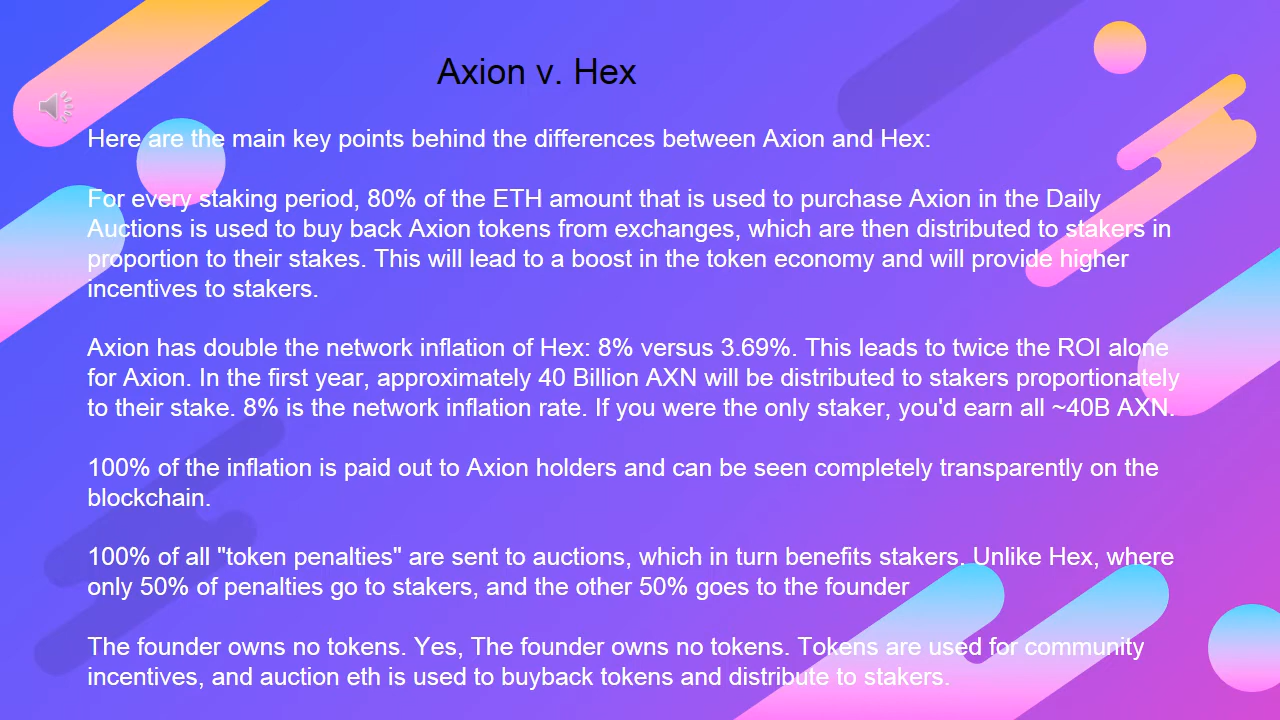 Axion v. Hex
Here are the main key points behind the differences between Axion and Hex:
For every staking period, 80% of the ETH amount that is used to purchase Axion in the Daily
Auctions is used to buy back Axion tokens from exchanges, which are then distributed to stakers in
proportion to their stakes. This will lead to a boost in the token economy and will provide higher
incentives to stakers.
Axion has double the network inflation of Hex: 8% versus 3.69%. This leads to twice the ROI alone
for Axion. In the first year, approximately 40 Billion AXN will be distributed to stakers proportionately
to their stake. 8% is the network inflation rate. If you were the only staker, you'd earn all ~40B AXN.
100% of the inflation is paid out to Axion holders and can be seen completely transparently on the
blockchain.
100% of all "token penalties" are sent to auctions, which in turn benefits stakers. Unlike Hex, where
only 50% of penalties go to stakers, and the other 50% goes to the founder
The founder owns no tokens. Yes, The founder owns no tokens. Tokens are used for community
incentives, and auction eth is used to buyback tokens and distribute to stakers.